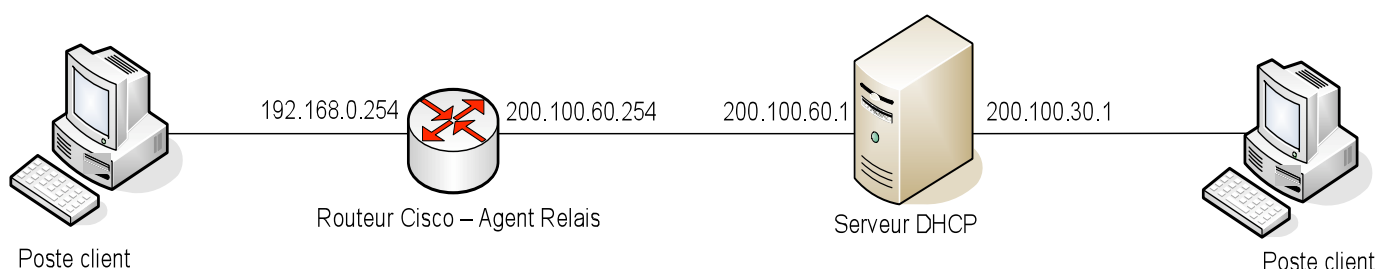 192.168.0.254
200.100.60.254
200.100.60.1
200.100.30.1
Routeur Cisco – Agent Relais
Serveur DHCP
Poste client
Poste client